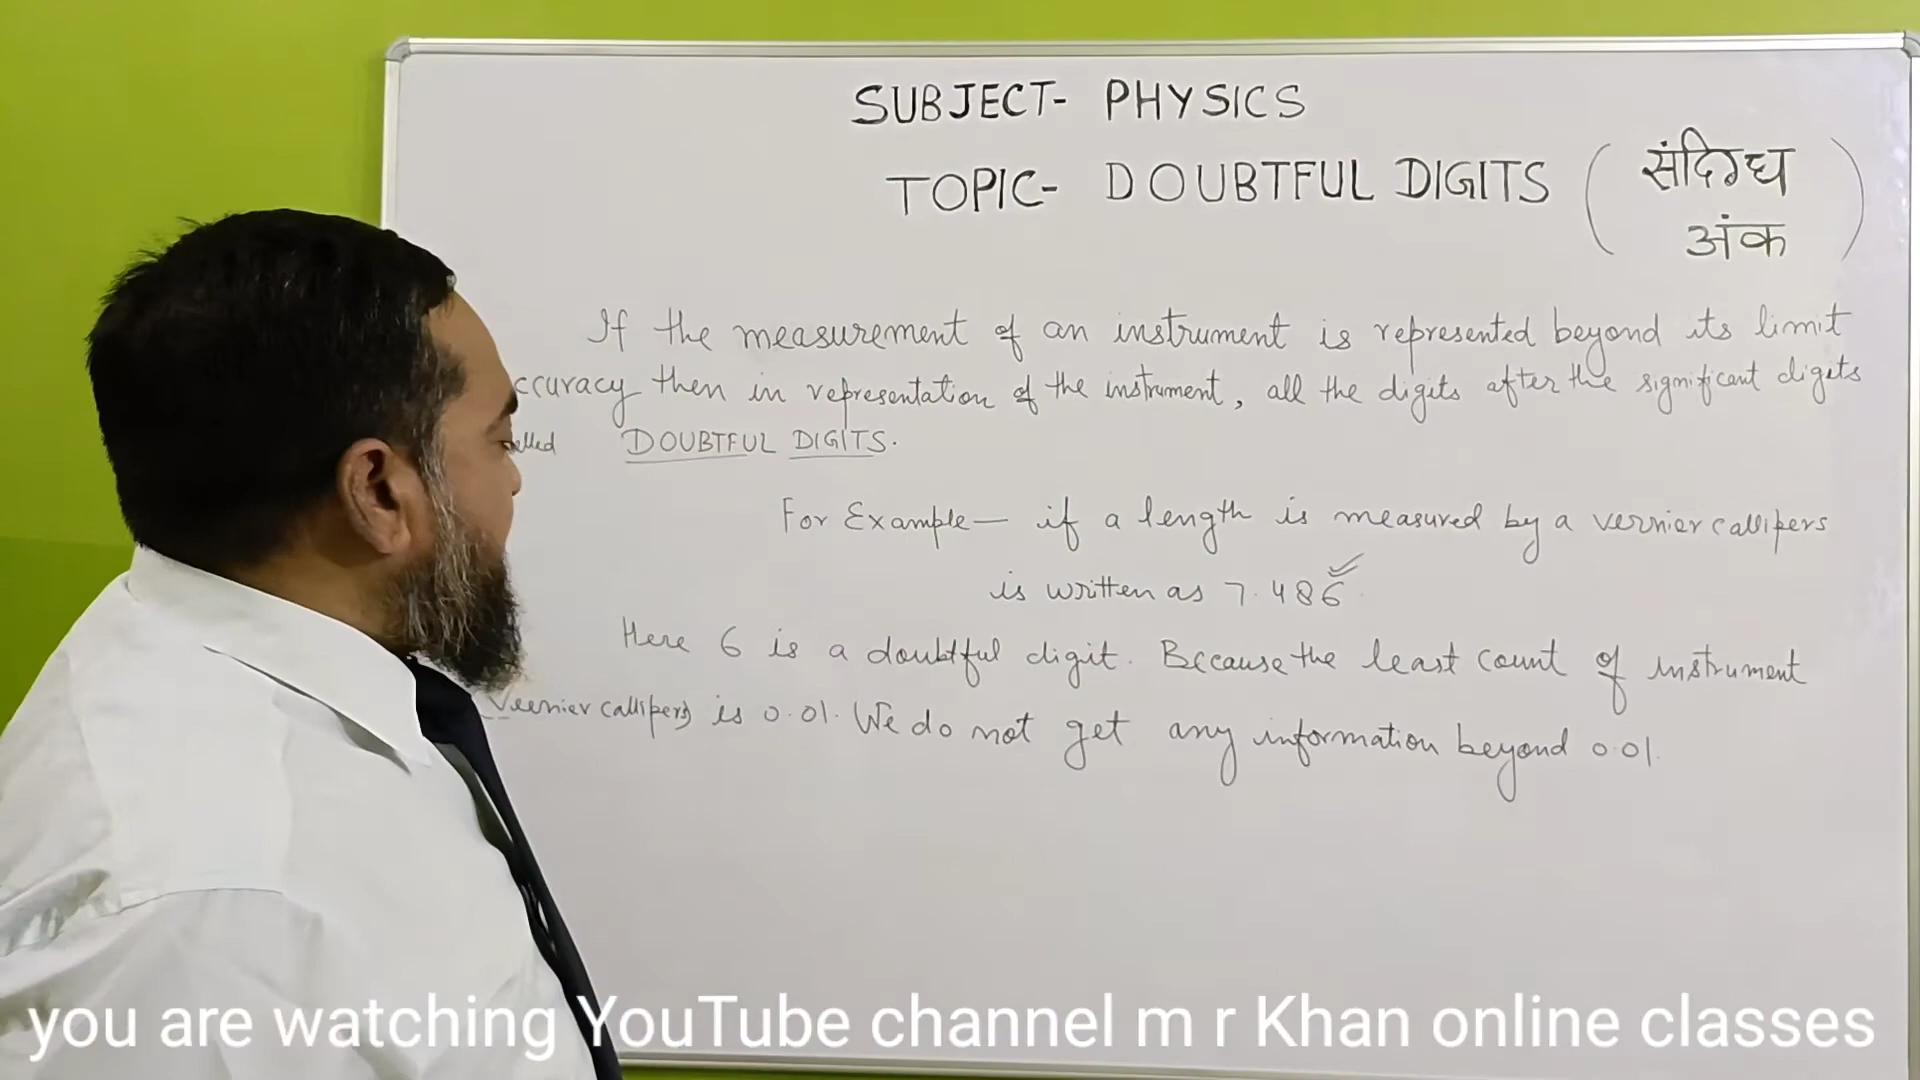 SUBJECT- PHYSICS
TOPIC- DOUBTFUL DIGITS ( संदिग्ध
अंक )
If the measurement of an instrument is represented beyond its limit
ccuracy then in representation of the instrument, all the digits after the significant digits
lled DOUBTFUL DIGITS.
For Example— if a length is measured by a vernier callipers
is written as 7.486
Here 6 is a doubtful digit. Because the least count of instrument
Veernier callipers) is 0.01. We do not get any information beyond 0.01.
you are watching YouTube channel m r Khan online classes